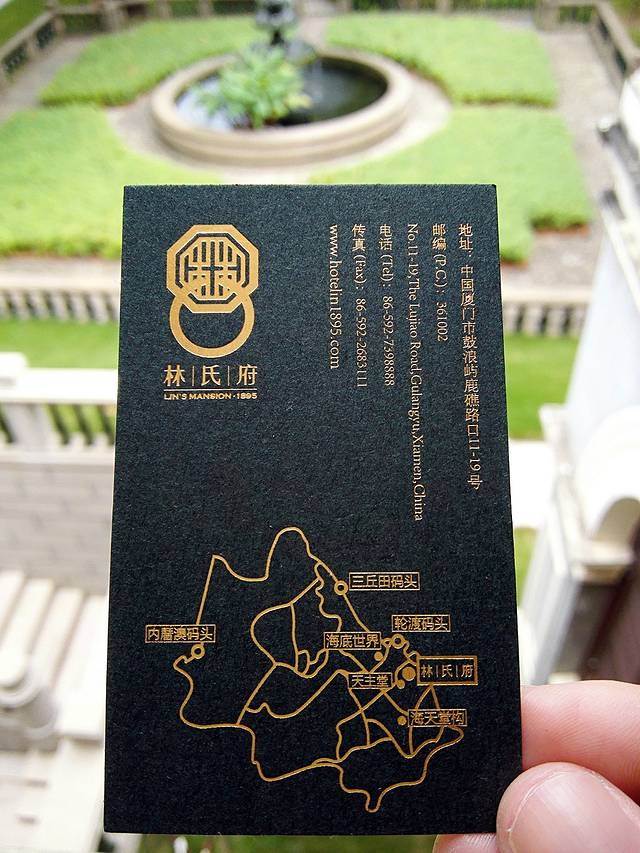 林|氏|府
LIN'S MANSION·1895
地址：中国厦门市鼓浪屿鹿礁路口11-19号
邮编 (P.C.)：361002
No.11-19,The Lujiao Road,Gulangyu,Xiamen,China
电话 (Tel)：86-592-7398888
传真 (Fax)：86-592-2683111
www.hotelin1895.com
三丘田码头
内厝澳码头
轮渡码头
海底世界
林|氏|府
天主堂
海天堂构